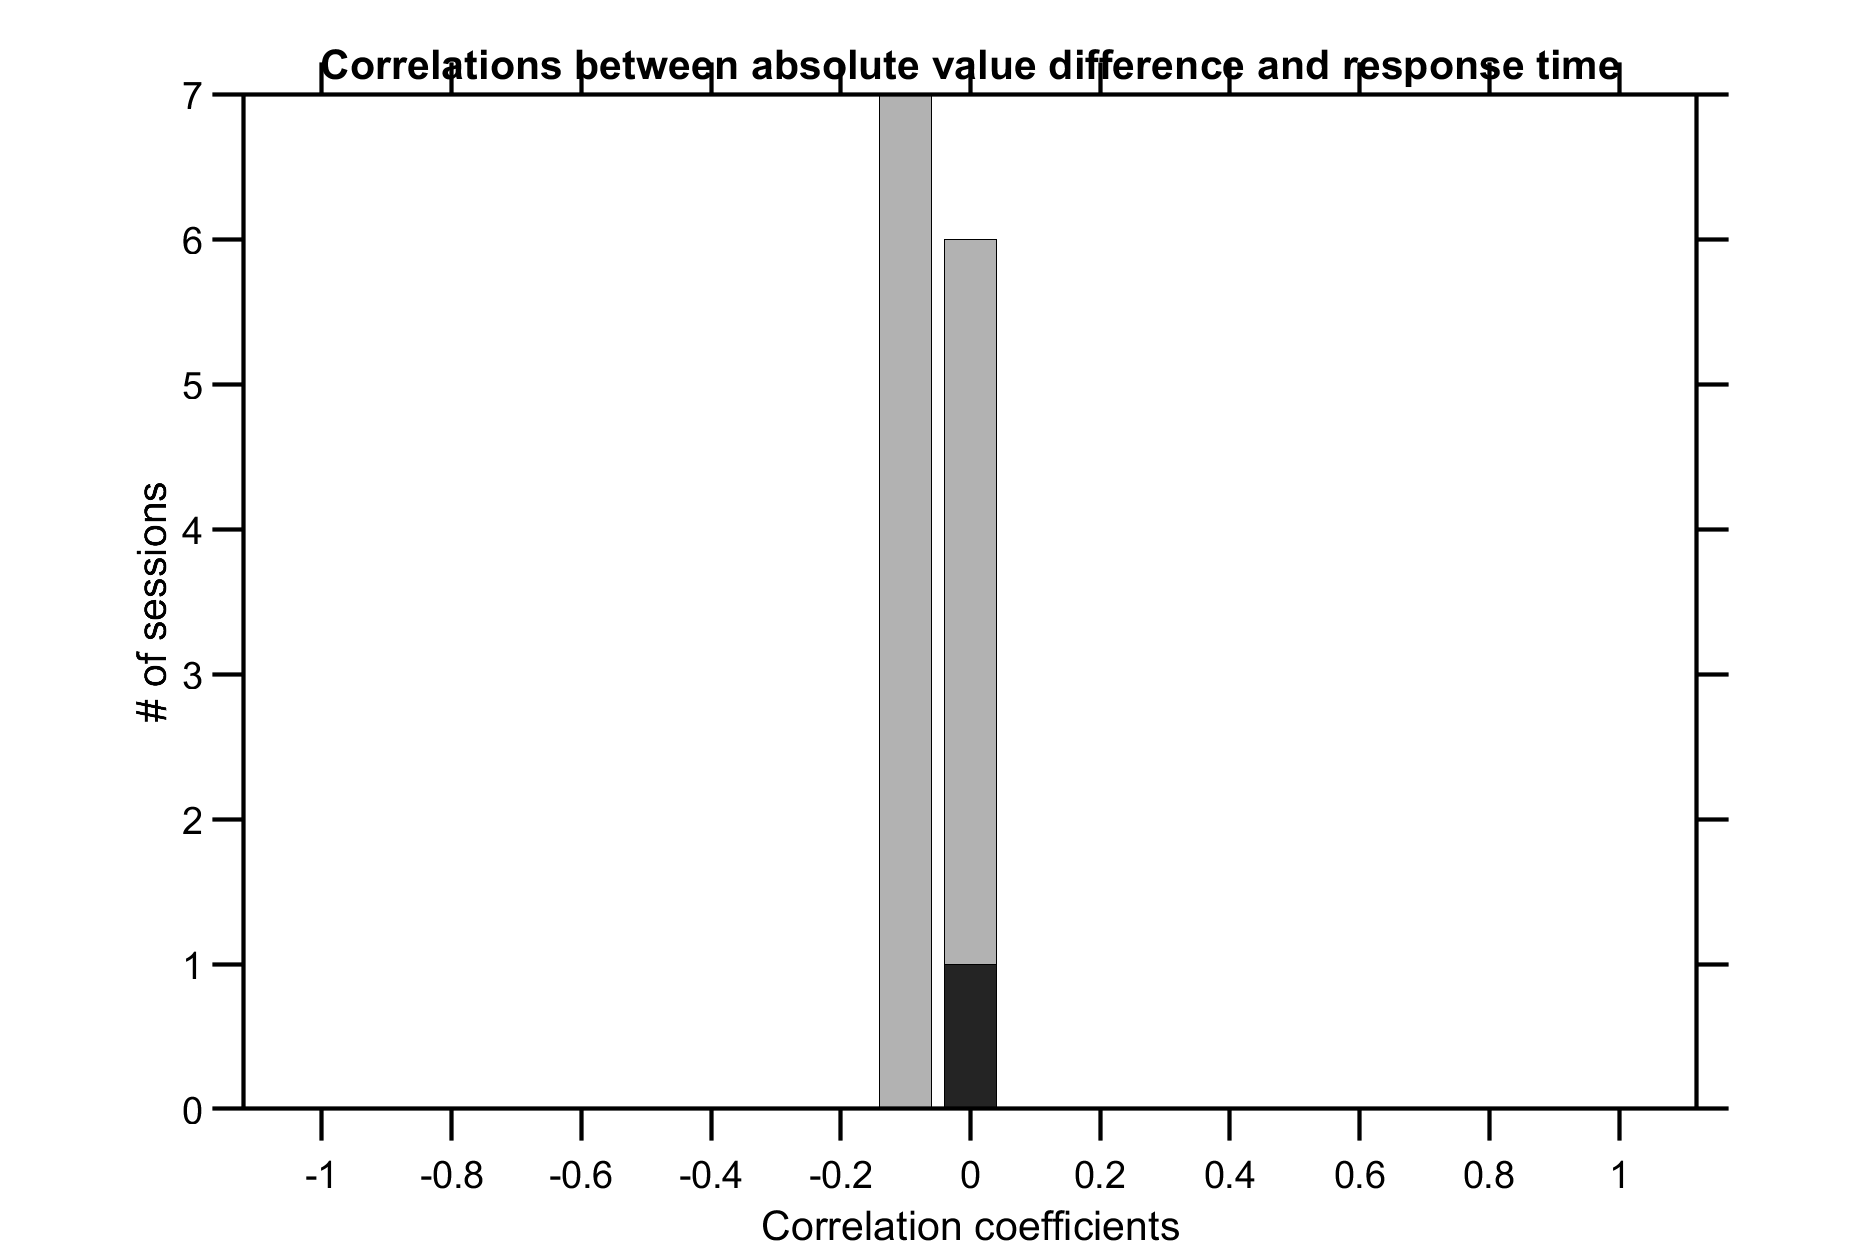 Correlations between absolute value difference and response time
7
6
5
4
3
2
1
0
# of sessions
-1 -0.8 -0.6 -0.4 -0.2 0 0.2 0.4 0.6 0.8 1
Correlation coefficients